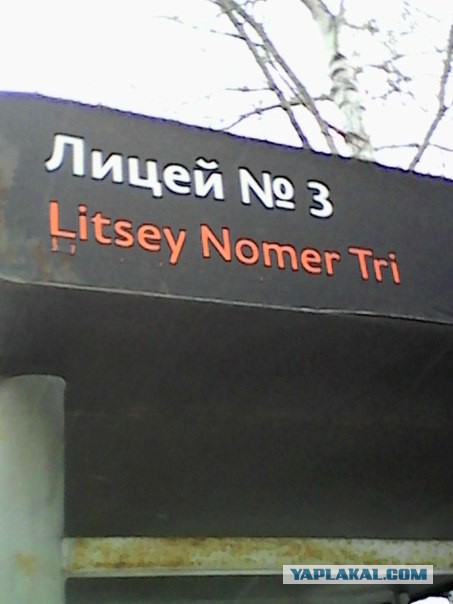 Лицей № 3
Litsey Nomer Tri
YAPLAKAL.COM